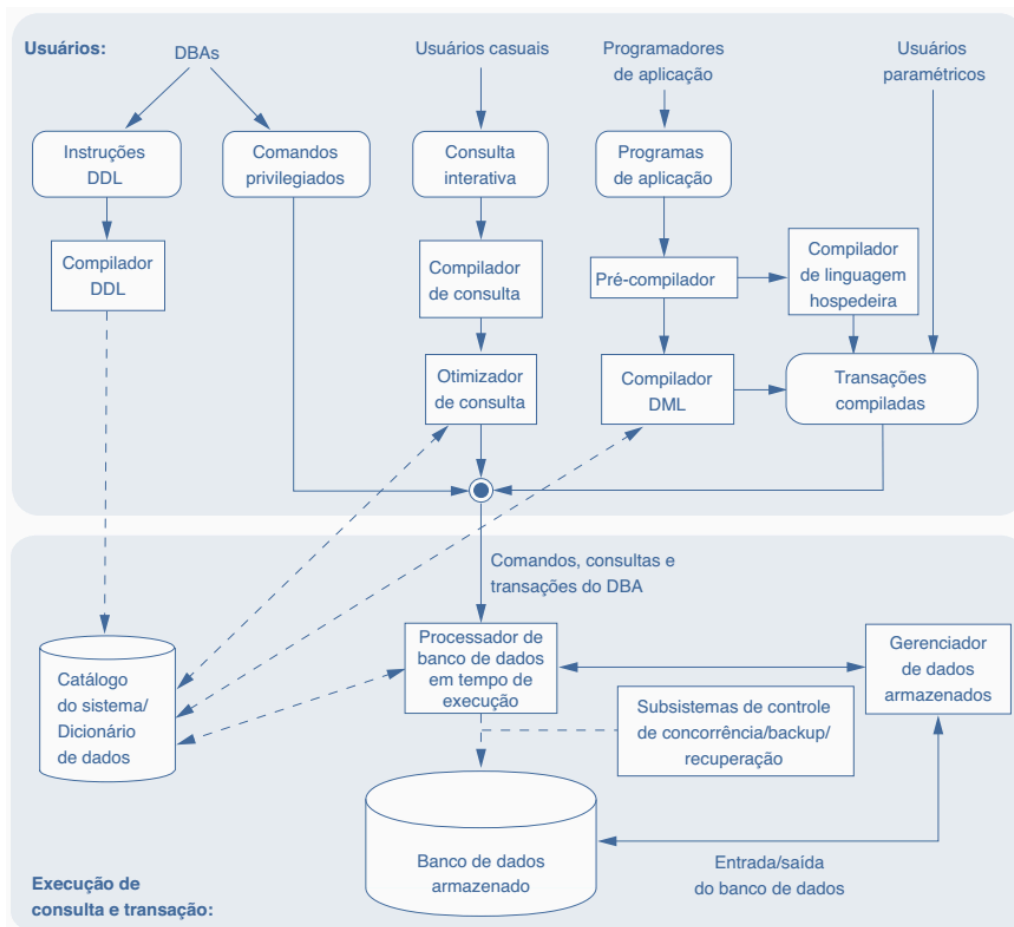 Usuários:
DBAs
Usuários casuais
Programadores
de aplicação
Usuários
paramétricos
Instruções
DDL
Comandos
privilegiados
Consulta
interativa
Programas
de aplicação
Compilador
DDL
Compilador
de consulta
Pré-compilador
Compilador
de linguagem
hospedeira
Otimizador
de consulta
Compilador
DML
Transações
compiladas
Comandos, consultas e
transações do DBA
Catálogo
do sistema/
Dicionário
de dados
Processador de
banco de dados
em tempo de
execução
Gerenciador
de dados
armazenados
Subsistemas de controle
de concorrência/backup/
recuperação
Banco de dados
armazenado
Entrada/saída
do banco de dados
Execução de
consulta e transação: